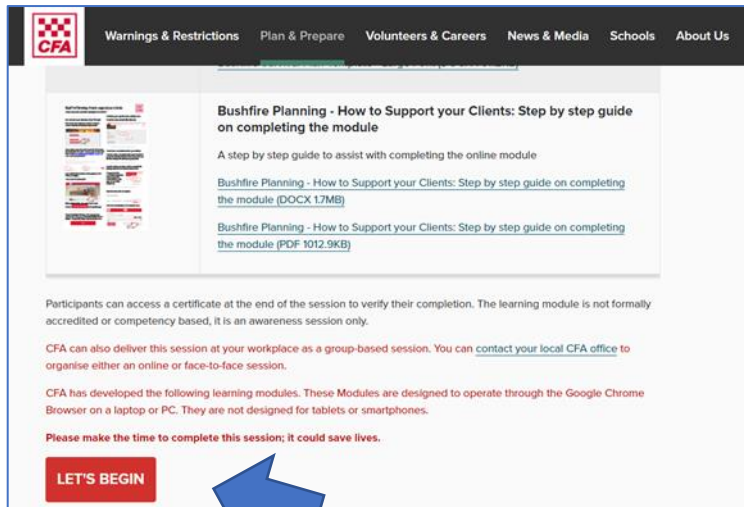 CFA
Warnings & Restrictions Plan & Prepare Volunteers & Careers News & Media Schools About Us
Bushfire Planning - How to Support your Clients: Step by step guide
on completing the module
A step by step guide to assist with completing the online module
Bushfire Planning - How to Support your Clients: Step by step guide on completing
the module (DOCX 1.7MB)
Bushfire Planning - How to Support your Clients: Step by step guide on completing
the module (PDF 1012.9KB)
Participants can access a certificate at the end of the session to verify their completion. The learning module is not formally
accredited or competency based, it is an awareness session only.
CFA can also deliver this session at your workplace as a group-based session. You can contact your local CFA office to
organise either an online or face-to-face session.
CFA has developed the following learning modules. These Modules are designed to operate through the Google Chrome
Browser on a laptop or PC. They are not designed for tablets or smartphones.
Please make the time to complete this session; it could save lives.
LET'S BEGIN